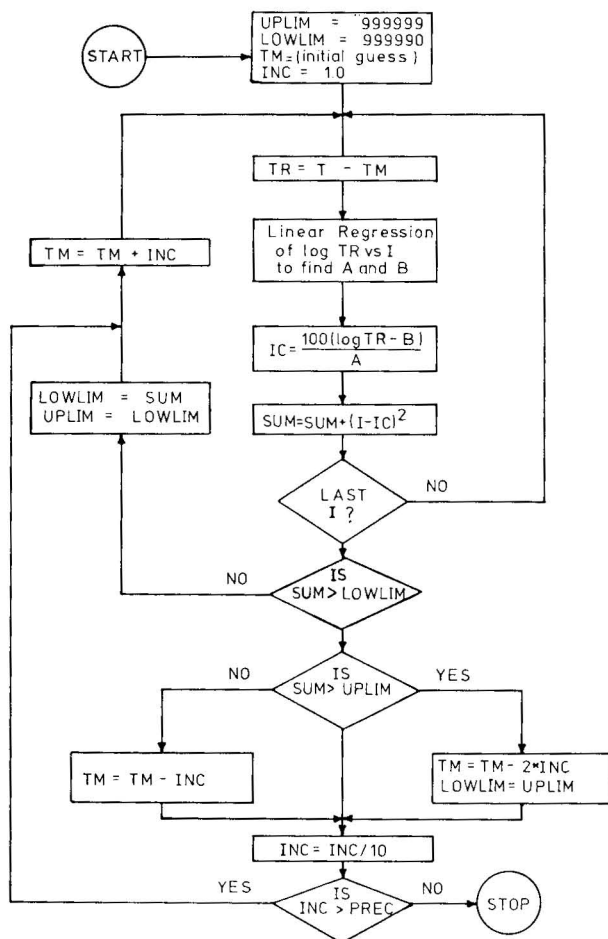 START
UPLIM = 999999
LOWLIM = 999990
TM=(initial guess)
INC = 1.0
TR= T - TM
Linear Regression
of log TR vs I
to find A and B
TM= TM + INC
IC= 100(log TR-B)
A
LOWLIM = SUM
UPLIM = LOWLIM
SUM=SUM+(I-IC)²
LAST
I ?
NO
IS
SUM> LOWLIM
NO
IS
SUM> UPLIM
NO
YES
TM= TM - INC
TM=TM- 2*INC
LOWLIM= UPLIM
INC= INC/10
IS
INC > PREC
YES
NO
STOP